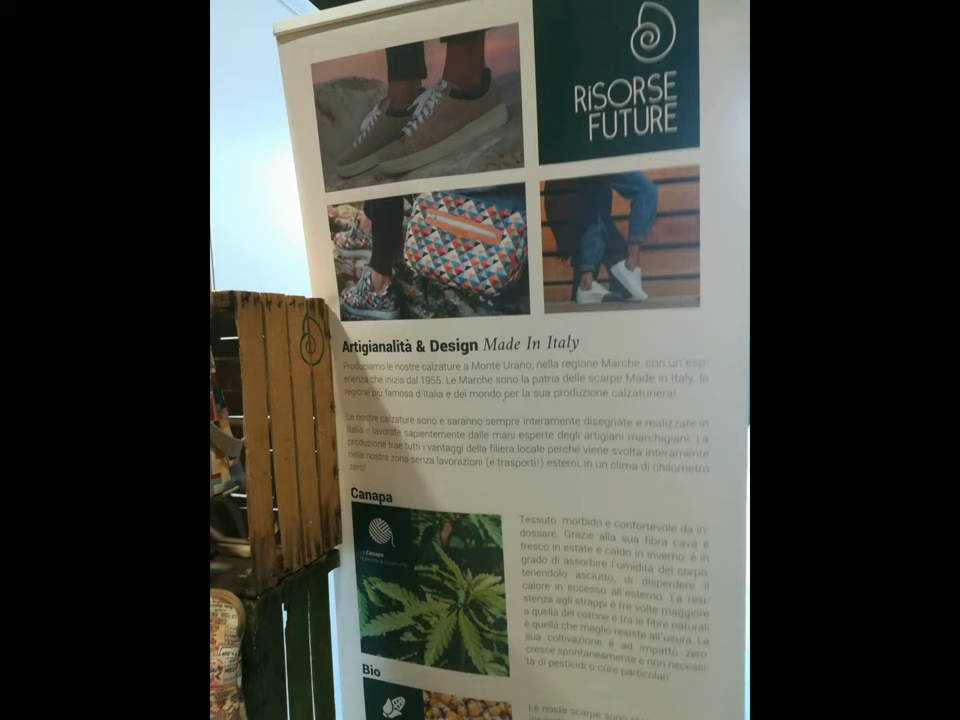 RiSORSE
FUTURE
Artigianalità & Design Made In Italy
Produciamo le nostre calzature a Monte Urano, nella regione Marche, con un'esp
erienza che inizia dal 1955. Le Marche sono la patria delle scarpe Made in Italy, la
regione più famosa d'Italia e del mondo per la sua produzione calzaturiera!
Le nostre calzature sono e saranno sempre interamente disegnate e realizzate in
Italia e lavorate sapientemente dalle mani esperte degli artigiani marchigiani. La
produzione trae tutti i vantaggi della filiera locale perché viene svolta interamente
nella nostra zona senza lavorazioni (e trasporti!) esterni, in un clima di chilometro
zero!
Canapa
La Canapa
Tessuto morbido e confortevole da in-
dossare. Grazie alla sua fibra cava è
fresco in estate e caldo in inverno, è in
grado di assorbire l'umidità del corpo,
tenendolo asciutto, di disperdere il
calore in eccesso all'esterno. La resi-
stenza agli strappi è tre volte maggiore
a quella del cotone e tra le fibre naturali
è quella che meglio resiste all'usura. La
sua coltivazione è ad impatto zero
cresce spontaneamente e non necessi-
ta di pesticidi o cure particolari.
Bio
Le noste scarpe sono